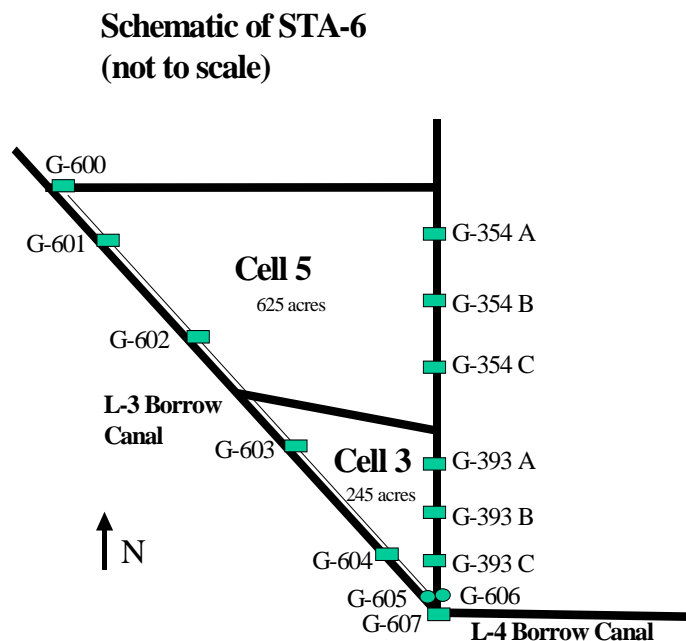 Schematic of STA-6
(not to scale)
G-600
G-601
G-354 A
Cell 5
625 acres
G-354 B
G-602
G-354 C
L-3 Borrow
Canal
G-603
Cell 3
245 acres
G-393 A
G-393 B
N
G-604
G-393 C
G-605
G-606
G-607
L-4 Borrow Canal